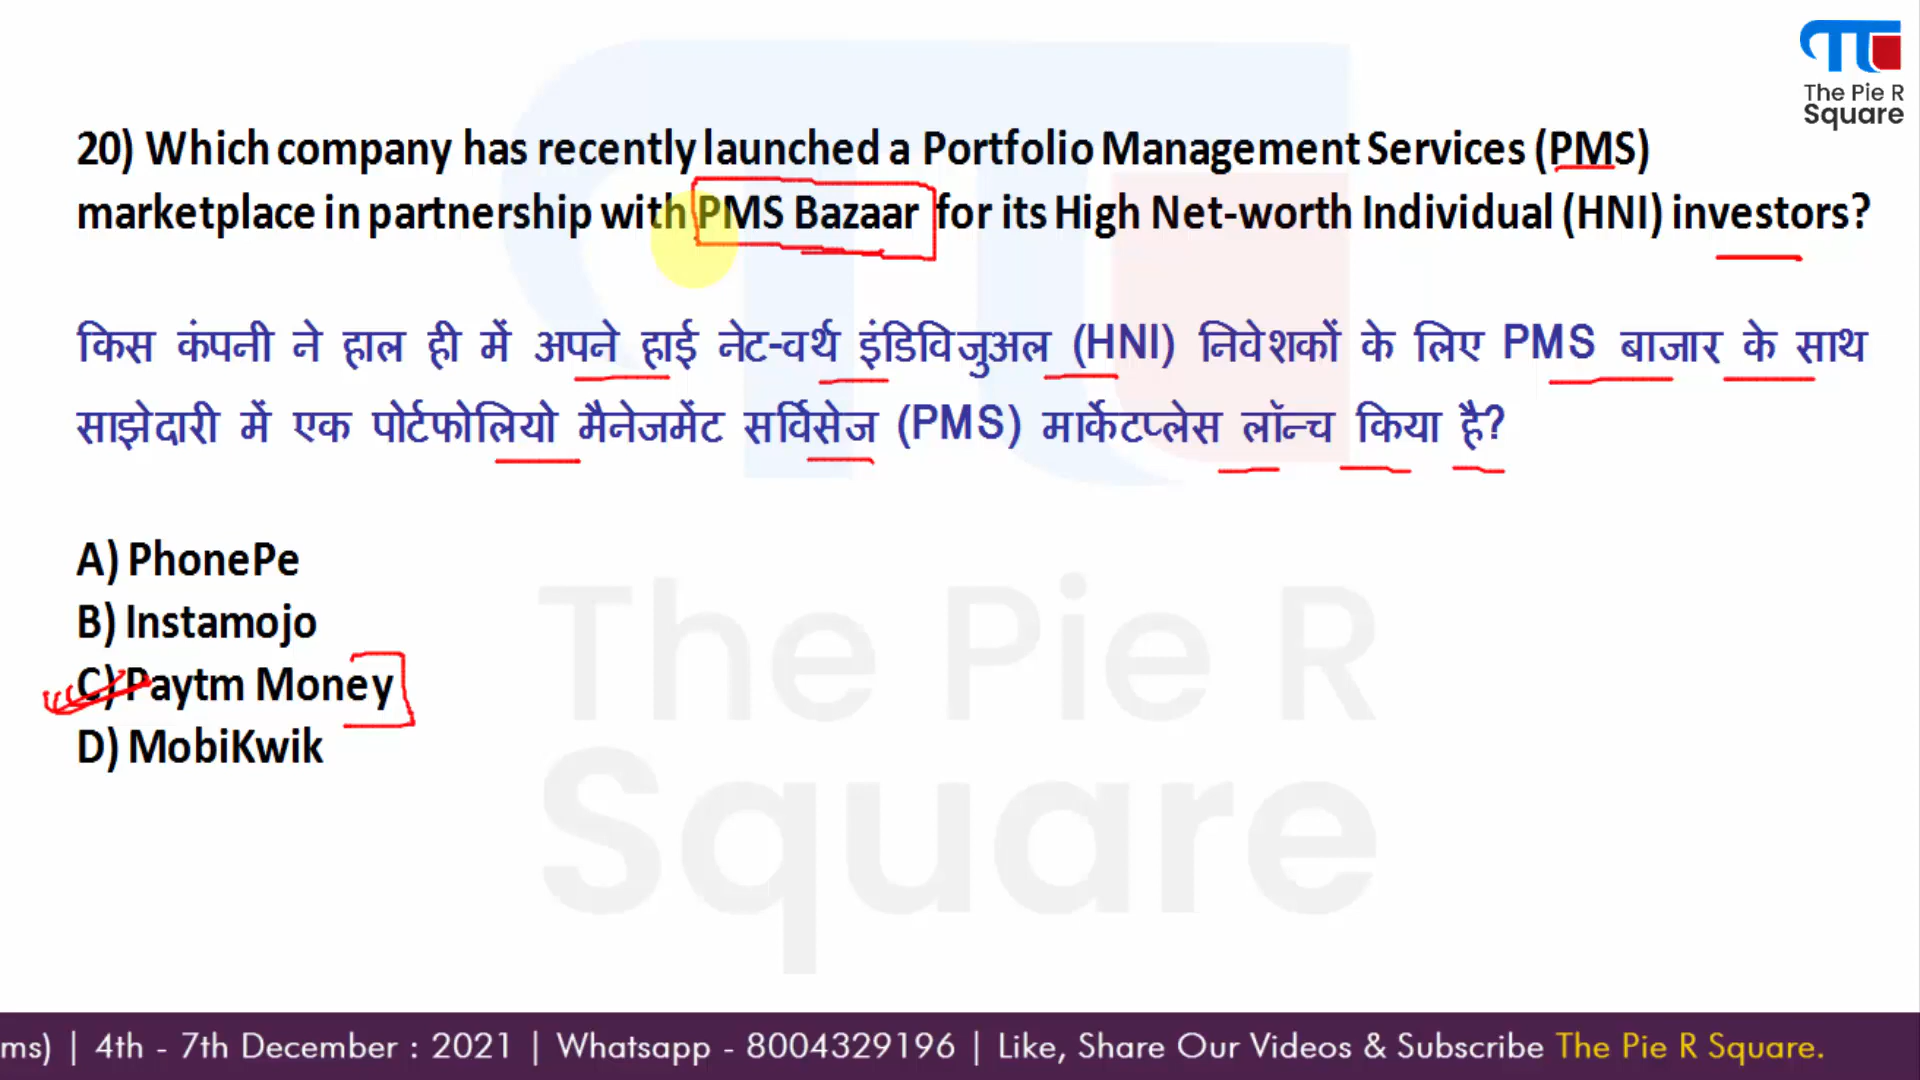 The Pie R
Square
20) Which company has recently launched a Portfolio Management Services (PMS)
marketplace in partnership with PMS Bazaar for its High Net-worth Individual (HNI) investors?
किस कंपनी ने हाल ही में अपने हाई नेट-वर्थ इंडिविजुअल (HNI) निवेशकों के लिए PMS बाजार के साथ
साझेदारी में एक पोर्टफोलियो मैनेजमेंट सर्विसेज (PMS) मार्केटप्लेस लॉन्च किया है?
A) PhonePe
B) Instamojo
C) Paytm Money
D) MobiKwik
The Pie R
Square
ms) | 4th - 7th December : 2021 | Whatsapp - 8004329196 | Like, Share Our Videos & Subscribe The Pie R Square.